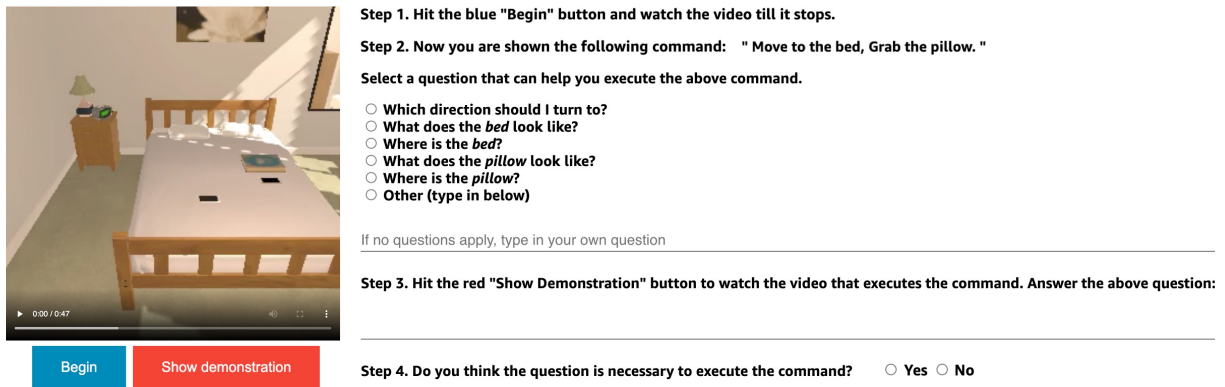 Step 1. Hit the blue "Begin" button and watch the video till it stops.
Step 2. Now you are shown the following command: " Move to the bed, Grab the pillow. "
Select a question that can help you execute the above command.
Which direction should I turn to?
What does the bed look like?
Where is the bed?
What does the pillow look like?
Where is the pillow?
Other (type in below)
If no questions apply, type in your own question
Step 3. Hit the red "Show Demonstration" button to watch the video that executes the command. Answer the above question:
0:00 / 0:47
Begin
Show demonstration
Step 4. Do you think the question is necessary to execute the command? Yes No